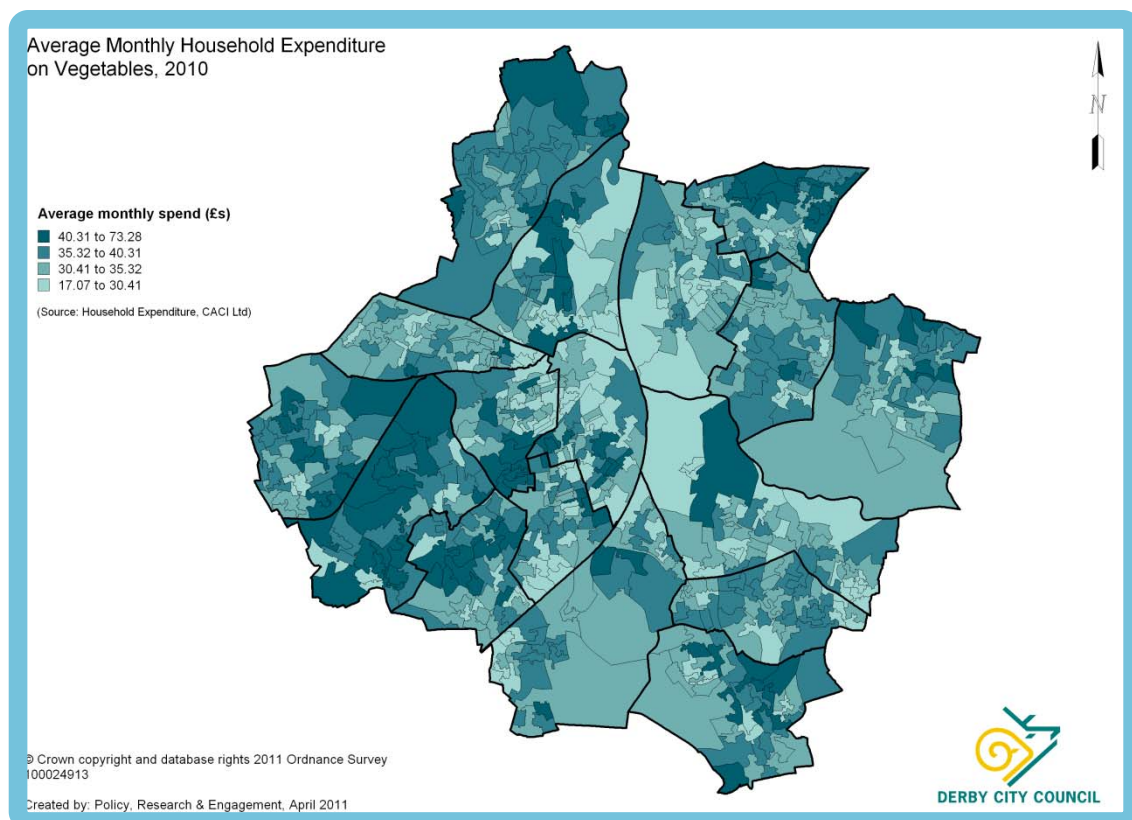 Average Monthly Household Expenditure
on Vegetables, 2010
N
Average monthly spend (£s)
40.31 to 73.28
35.32 to 40.31
30.41 to 35.32
17.07 to 30.41
(Source: Household Expenditure, CACI Ltd)
© Crown copyright and database rights 2011 Ordnance Survey
100024913
Created by: Policy, Research & Engagement, April 2011
DERBY CITY COUNCIL